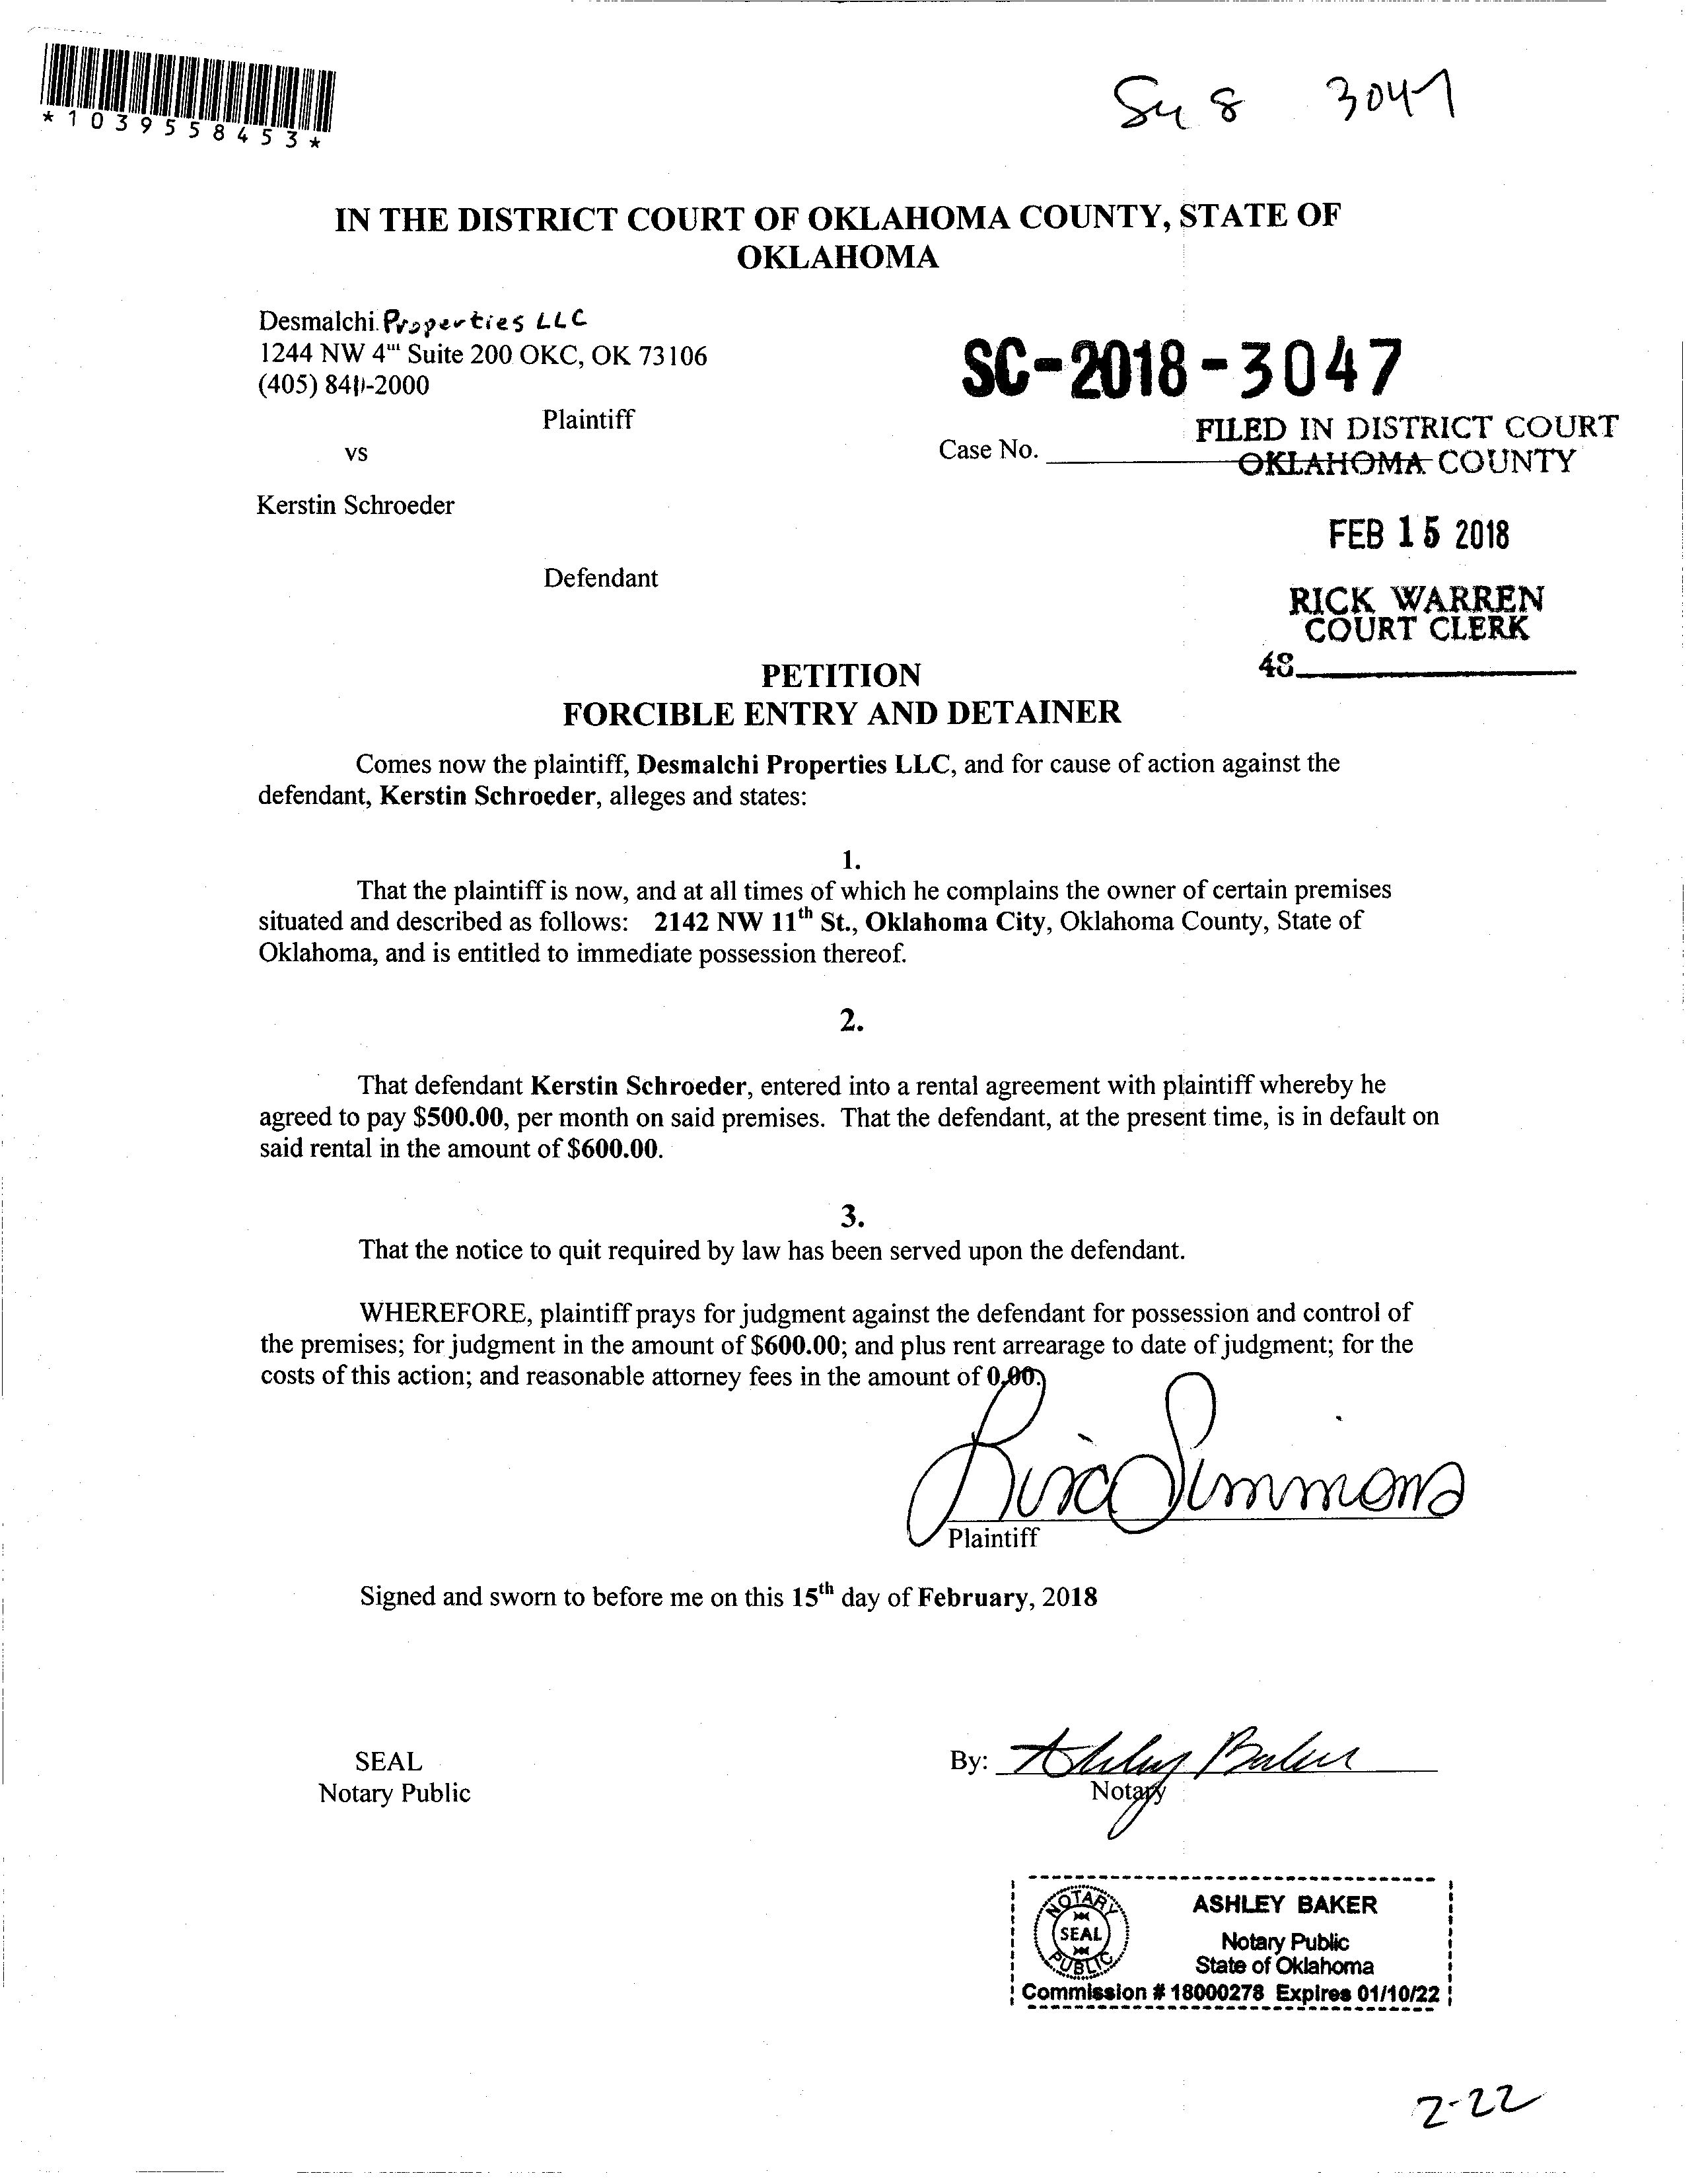 *1039558453*
3047
IN THE DISTRICT COURT OF OKLAHOMA COUNTY, STATE OF
OKLAHOMA
Desmalchi Properties LLC
1244 NW 4th Suite 200 OKC, OK 73106
(405) 840-2000
Plaintiff
vs
Kerstin Schroeder
Defendant
SC-2018-3047
Case No.
FILED IN DISTRICT COURT
OKLAHOMA COUNTY
FEB 15 2018
RICK WARREN
COURT CLERK
48
PETITION
FORCIBLE ENTRY AND DETAINER
Comes now the plaintiff, Desmalchi Properties LLC, and for cause of action against the
defendant, Kerstin Schroeder, alleges and states:
1.
That the plaintiff is now, and at all times of which he complains the owner of certain premises
situated and described as follows: 2142 NW 11th St., Oklahoma City, Oklahoma County, State of
Oklahoma, and is entitled to immediate possession thereof.
2.
That defendant Kerstin Schroeder, entered into a rental agreement with plaintiff whereby he
agreed to pay $500.00, per month on said premises. That the defendant, at the present time, is in default on
said rental in the amount of $600.00.
3.
That the notice to quit required by law has been served upon the defendant.
WHEREFORE, plaintiff prays for judgment against the defendant for possession and control of
the premises; for judgment in the amount of $600.00; and plus rent arrearage to date of judgment; for the
costs of this action; and reasonable attorney fees in the amount of 0.00.
Simmons
Plaintiff
Signed and sworn to before me on this 15th day of February, 2018
SEAL
Notary Public
By: Ashley Baker
Notary
NOTARY
SEAL
PUBLIC
ASHLEY BAKER
Notary Public
State of Oklahoma
Commission # 18000278 Expires 01/10/22
2-22